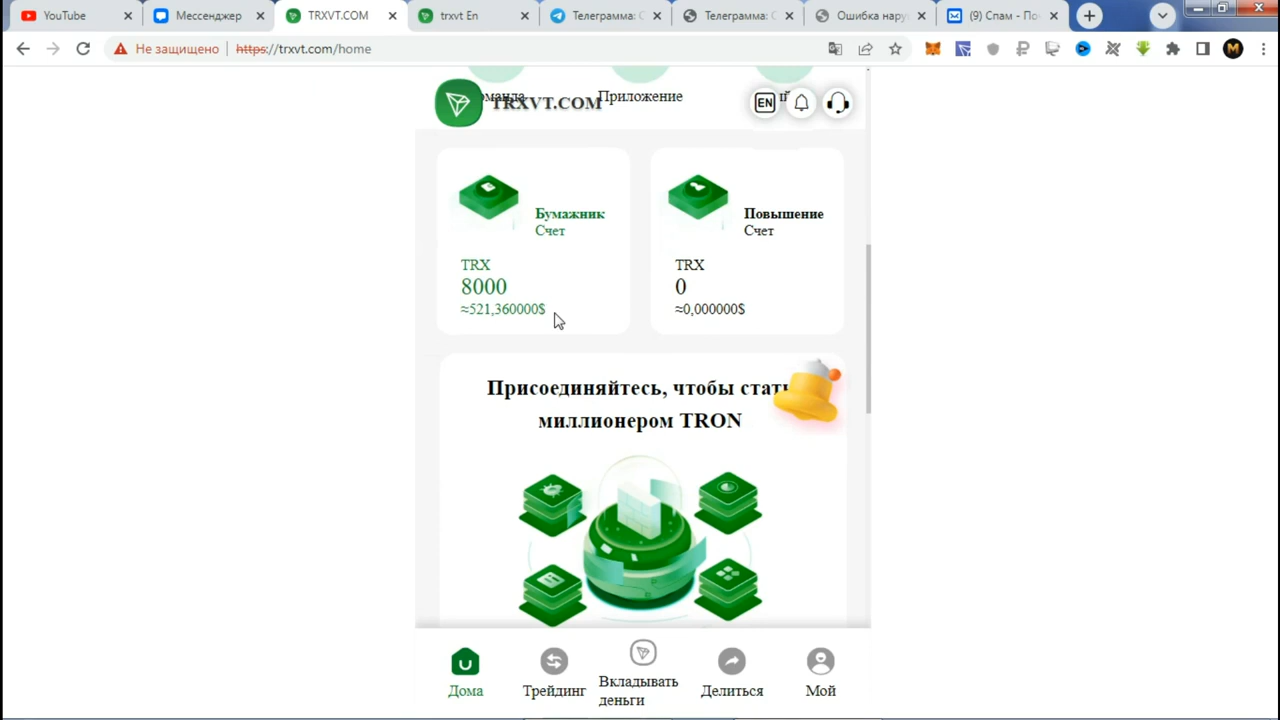 YouTube
Мессенджер
TRXVT.COM
trxvt En
Телеграмма: С
Телеграмма: С
Ошибка нару
(9) Спам - По
Не защищено
https://trxvt.com/home
M
Приложение
TRXVT.COM
EN
Бумажник
Счет
TRX
8000
≈521,360000$
Повышение
Счет
TRX
0
≈0,000000$
Присоединяйтесь, чтобы стать
миллионером TRON
Дома
Трейдинг
Вкладывать
деньги
Делиться
Мой